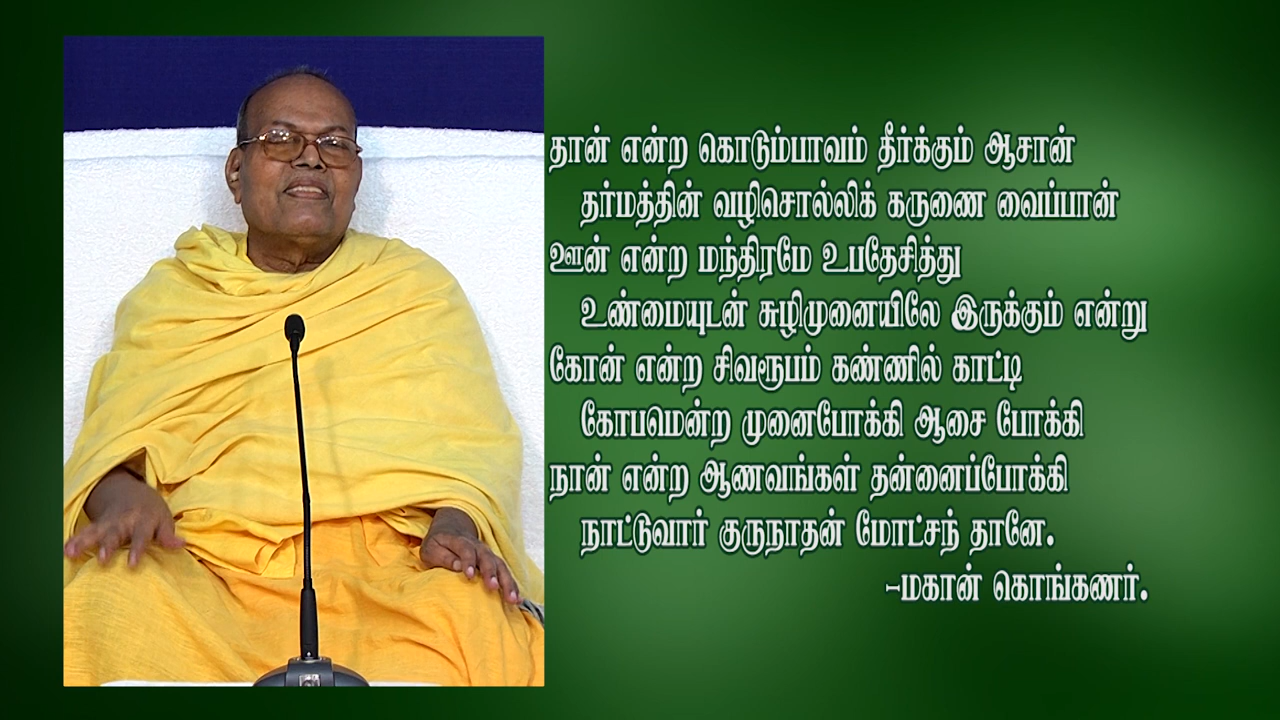 தான் என்ற கொடும்பாவம் தீர்க்கும் ஆசான்
தர்மத்தின் வழிசொல்லிக் கருணை வைப்பான்
ஊன் என்ற மந்திரமே உபதேசித்து
உண்மையுடன் சுழிமுனையிலே இருக்கும் என்று
கோன் என்ற சிவரூபம் கண்ணில் காட்டி
கோபமென்ற முனைபோக்கி ஆசை போக்கி
நான் என்ற ஆணவங்கள் தன்னைப்போக்கி
நாட்டுவார் குருநாதன் மோட்சந் தானே.
-மகான் கொங்கணர்.